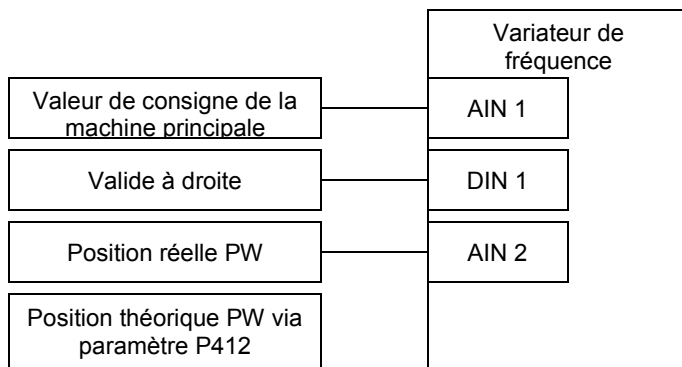 Variateur de
fréquence
Valeur de consigne de la
machine principale
AIN 1
Valide à droite
DIN 1
Position réelle PW
AIN 2
Position théorique PW via
paramètre P412